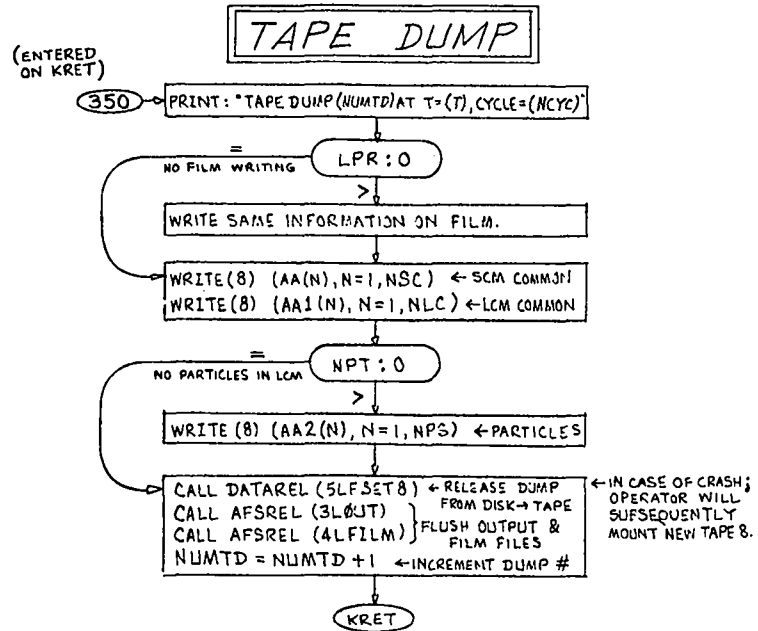 TAPE DUMP
(ENTERED
ON KRET)
350
PRINT: "TAPE DUMP (NUMTD) AT T=(T), CYCLE=(NCYC)"
LPR: 0
=
NO FILM WRITING
>
WRITE SAME INFORMATION ON FILM.
WRITE(8) (AA(N), N=1, NSC) ← SCM COMMON
WRITE(8) (AA1(N), N=1, NLC) ← LCM COMMON
NPT: 0
=
NO PARTICLES IN LCM
>
WRITE (8) (AA2(N), N=1, NPS) ← PARTICLES
CALL DATAREL (5LFSET8) ← RELEASE DUMP
FROM DISK → TAPE
CALL AFSREL (3LØUT)
CALL AFSREL (4LFILM)
} FLUSH OUTPUT &
FILM FILES
NUMTD = NUMTD + 1 ← INCREMENT DUMP #
← IN CASE OF CRASH;
OPERATOR WILL
SUFSEQUENTLY
MOUNT NEW TAPE 8.
KRET